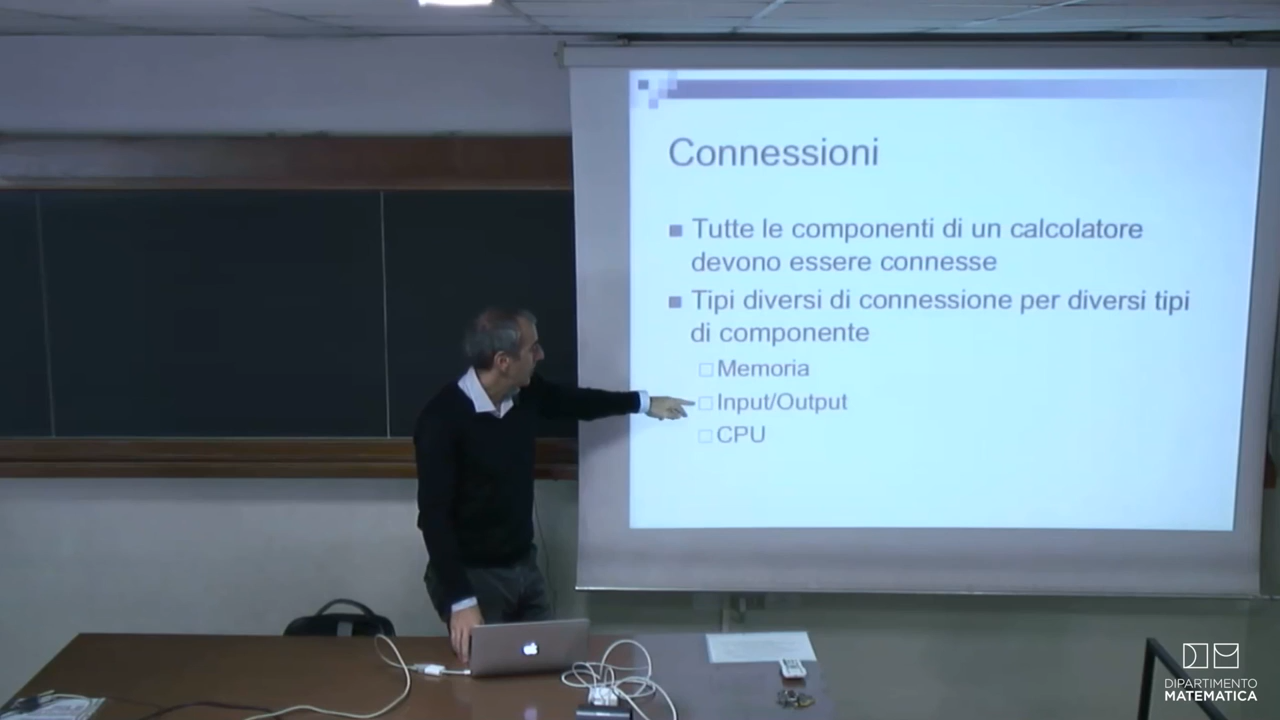 Connessioni
Tutte le componenti di un calcolatore
devono essere connesse
Tipi diversi di connessione per diversi tipi
di componente
Memoria
Input/Output
CPU
DIPARTIMENTO
MATEMATICA